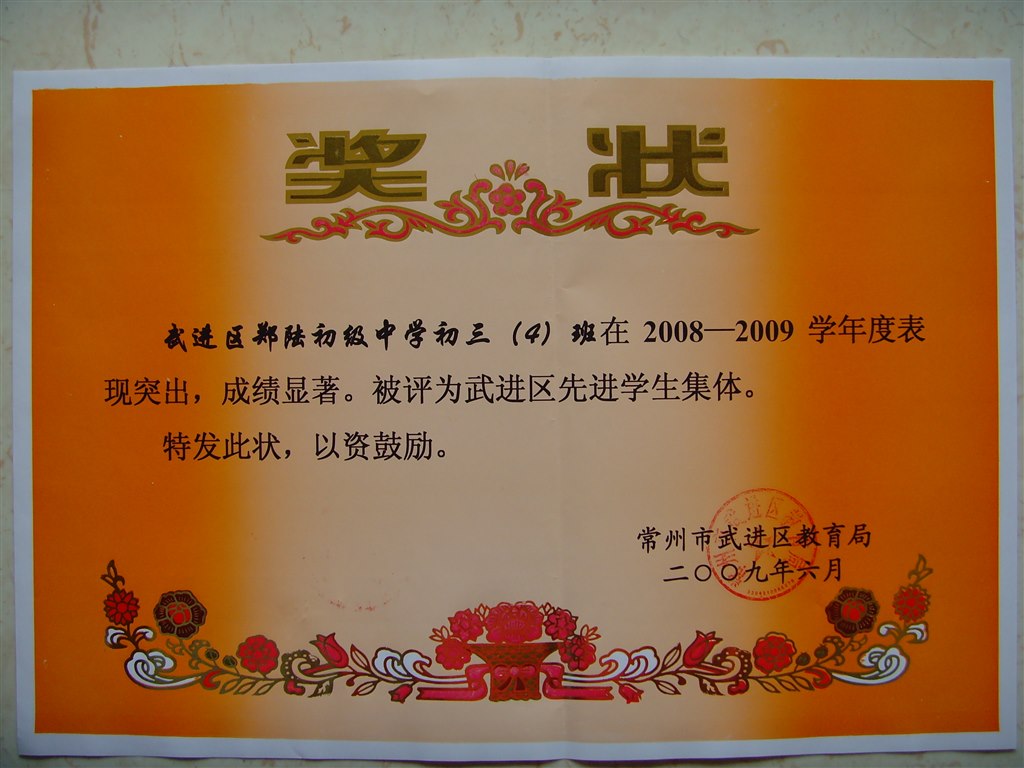 奖状
武进区郑陆初级中学初三（4）班在 2008—2009 学年度表
现突出，成绩显著。被评为武进区先进学生集体。
特发此状，以资鼓励。
常州市武进区教育局
二〇〇九年六月